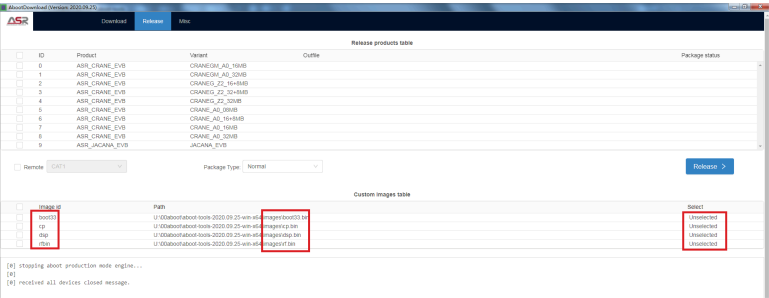 AbootDownload (Version: 2020.09.25)
ASR Download Release Misc
Release products table
ID Product Variant Outfile Package status
0 ASR_CRANE_EVB CRANEGM_A0_16MB
1 ASR_CRANE_EVB CRANEGM_A0_32MB
2 ASR_CRANE_EVB CRANEG_Z2_16+8MB
3 ASR_CRANE_EVB CRANEG_Z2_32+8MB
4 ASR_CRANE_EVB CRANEG_Z2_32MB
5 ASR_CRANE_EVB CRANE_A0_08MB
6 ASR_CRANE_EVB CRANE_A0_16+8MB
7 ASR_CRANE_EVB CRANE_A0_16MB
8 ASR_CRANE_EVB CRANE_A0_32MB
9 ASR_JACANA_EVB JACANA_EVB
Remote CAT1 Package Type: Normal Release >
Custom images table
Image id Path Select
boot33 U:\00aboot\aboot-tools-2020.09.25-win-x64\images\boot33.bin Unselected
cp U:\00aboot\aboot-tools-2020.09.25-win-x64\images\cp.bin Unselected
dsp U:\00aboot\aboot-tools-2020.09.25-win-x64\images\dsp.bin Unselected
rfbin U:\00aboot\aboot-tools-2020.09.25-win-x64\images\rf.bin Unselected
[0] stopping aboot production mode engine...
[0]
[0] received all devices closed message.